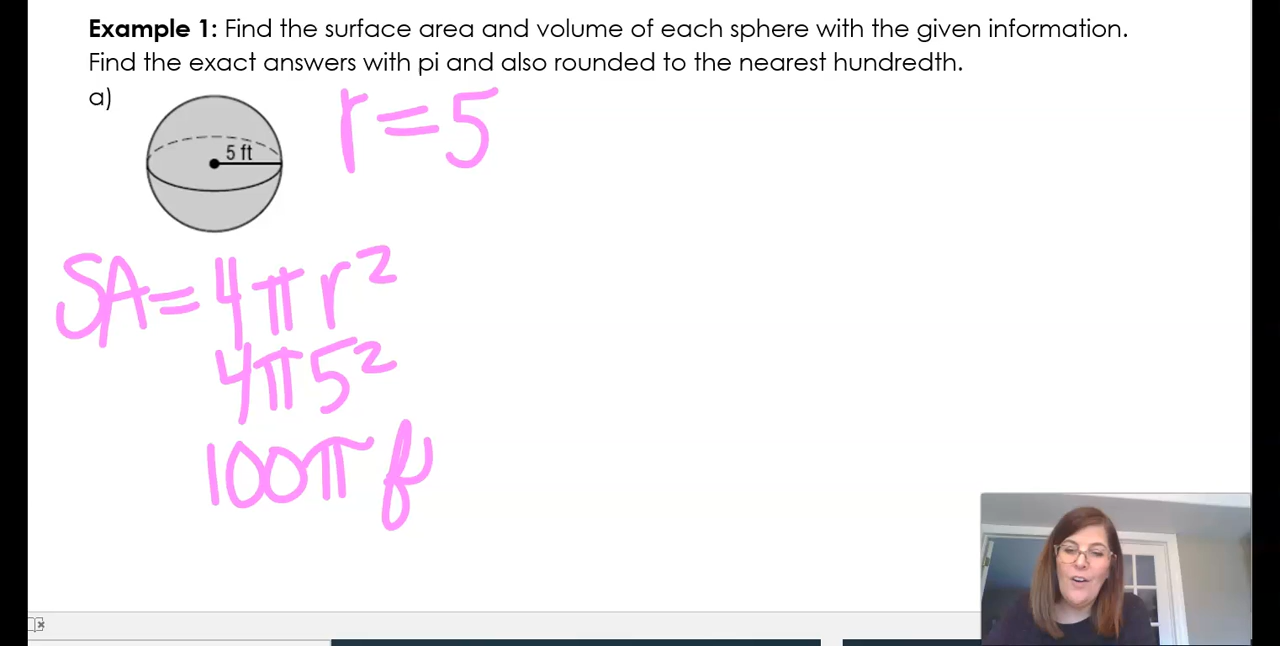 Example 1: Find the surface area and volume of each sphere with the given information.
Find the exact answers with pi and also rounded to the nearest hundredth.
a)
5 ft
r=5
SA=4πr²
4π5²
100π f